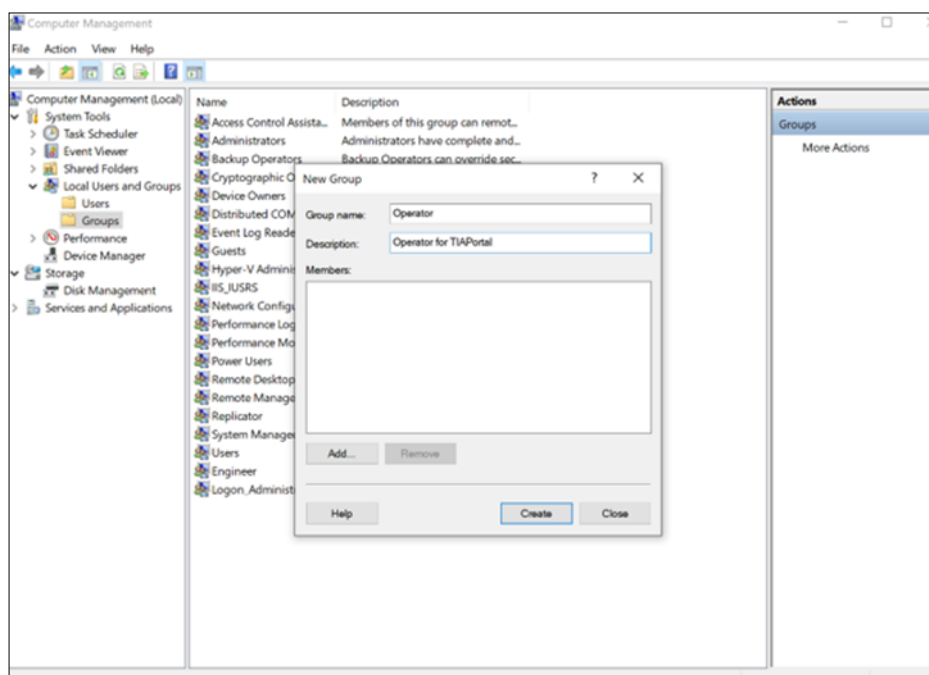 Computer Management
File Action View Help
Computer Management (Local)
System Tools
Task Scheduler
Event Viewer
Shared Folders
Local Users and Groups
Users
Groups
Performance
Device Manager
Storage
Disk Management
Services and Applications
Name Description
Access Control Assista... Members of this group can remot...
Administrators Administrators have complete and...
Backup Operators Backup Operators can override sec...
Cryptographic O
Device Owners
Distributed COM
Event Log Reade
Guests
Hyper-V Adminis
IIS_IUSRS
Network Configu
Performance Log
Performance Mo
Power Users
Remote Desktop
Remote Manage
Replicator
System Manage
Users
Engineer
Logon_Administ
New Group
Group name: Operator
Description: Operator for TIAPortal
Members:
Add... Remove
Help Create Close
Actions
Groups
More Actions